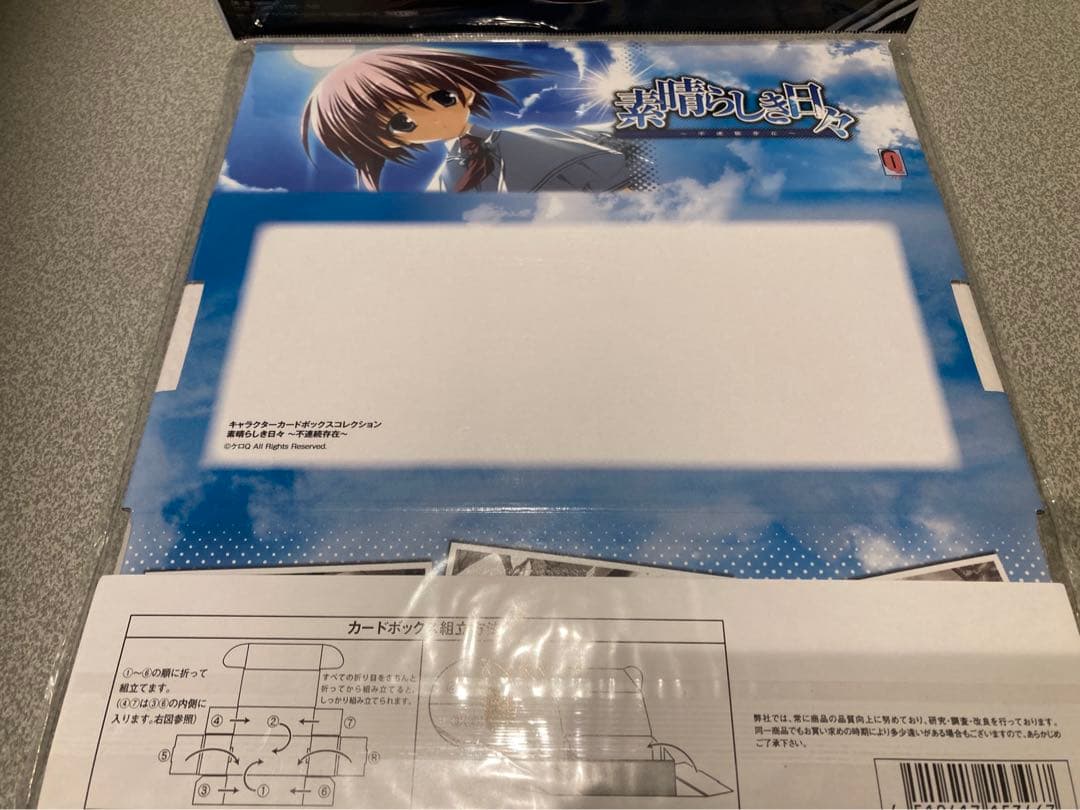 素晴らしき日々
～不連続存在～
キャラクターカードボックスコレクション
素晴らしき日々 ～不連続存在～
©ケロQ All Rights Reserved.
カードボックス組立方法
①～⑥の順に折って
組立てます。
(④⑦は③⑥の内側に
入ります。右図参照)
すべての折り目をきちんと
折ってから組み立てると、
しっかり組み立てられます。
④ ② ⑦
⑤ ⑧
③ ① ⑥
弊社では、常に商品の品質向上に努めており、研究・調査・改良を行っております。
同一商品でもお買い求めの時期により多少違いがある場合もございますので、あらかじめ
ご了承下さい。